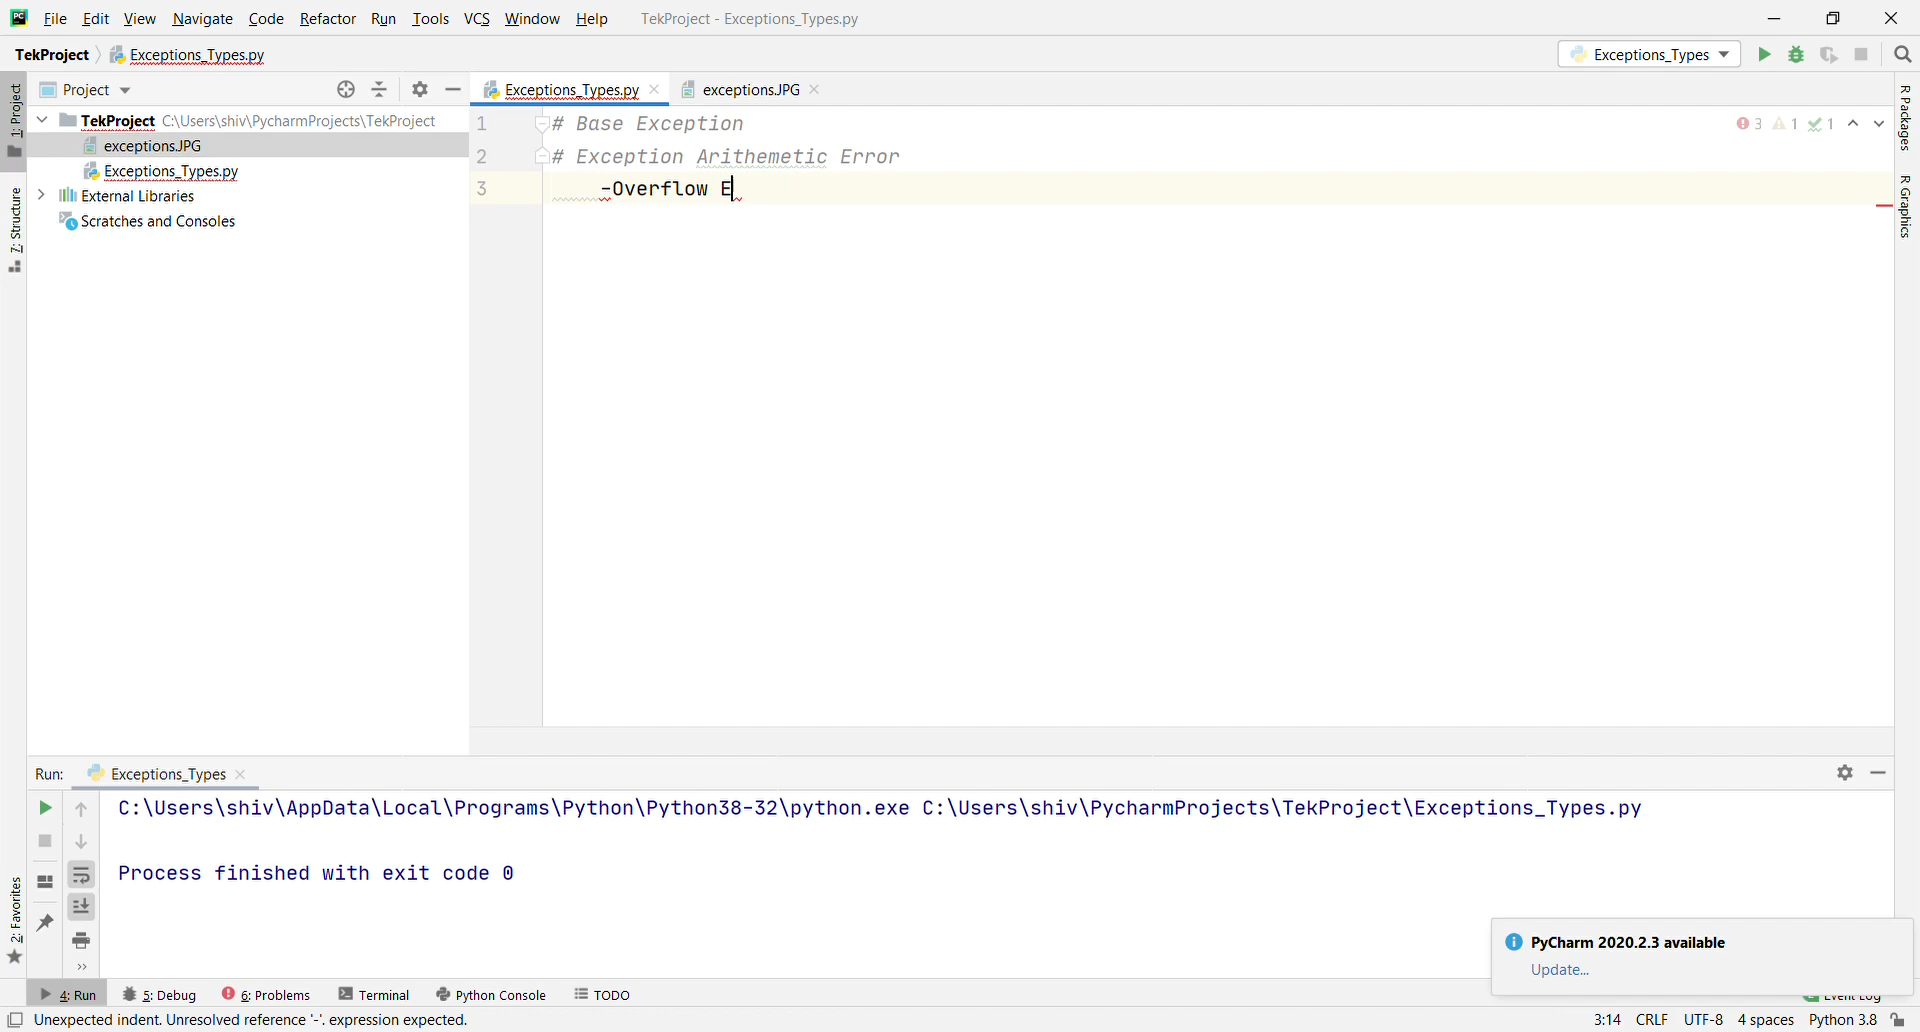 PC File Edit View Navigate Code Refactor Run Tools VCS Window Help TekProject - Exceptions_Types.py
TekProject Exceptions_Types.py Exceptions_Types
1: Project
7: Structure
2: Favorites
Project
TekProject C:\Users\shiv\PycharmProjects\TekProject
exceptions.JPG
Exceptions_Types.py
External Libraries
Scratches and Consoles
Exceptions_Types.py exceptions.JPG
1 # Base Exception
2 # Exception Arithemetic Error
3 -Overflow E
3 1 1
R Packages
R Graphics
Run: Exceptions_Types
C:\Users\shiv\AppData\Local\Programs\Python\Python38-32\python.exe C:\Users\shiv\PycharmProjects\TekProject\Exceptions_Types.py
Process finished with exit code 0
PyCharm 2020.2.3 available
Update...
4: Run 5: Debug 6: Problems Terminal Python Console TODO Event Log
Unexpected indent. Unresolved reference '-'. expression expected. 3:14 CRLF UTF-8 4 spaces Python 3.8